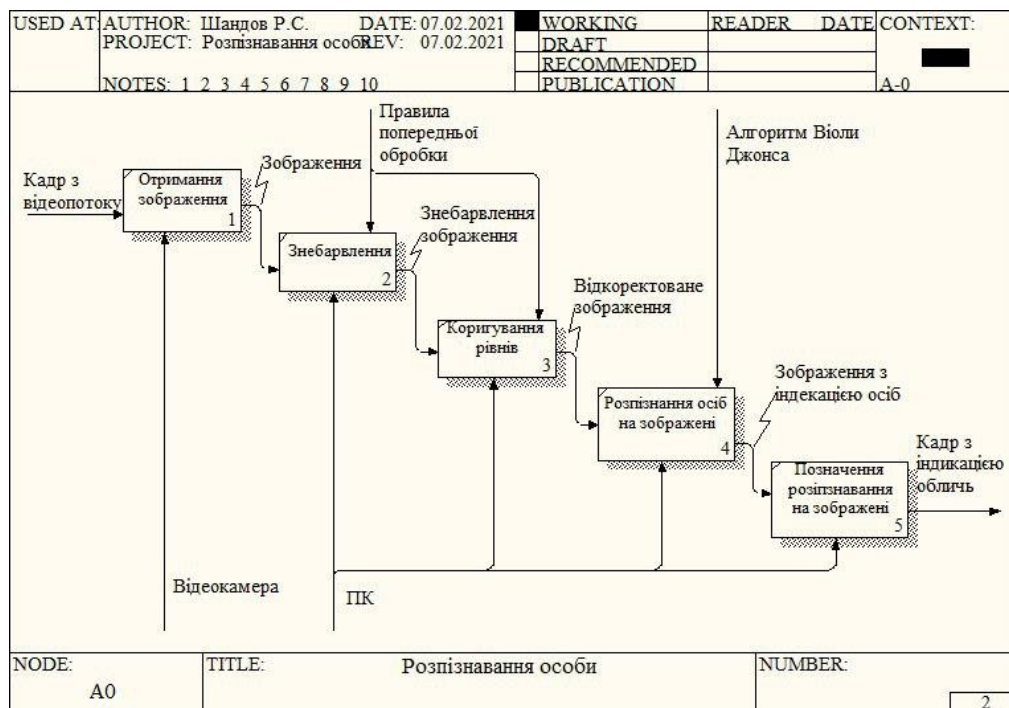 USED AT: AUTHOR: Шандов Р.С. DATE: 07.02.2021 WORKING READER DATE CONTEXT:
PROJECT: Розпізнавання особи REV: 07.02.2021 DRAFT
RECOMMENDED
NOTES: 1 2 3 4 5 6 7 8 9 10 PUBLICATION A-0
Правила
попередньої
обробки
Алгоритм Віоли
Джонса
Зображення
Кадр з
відеопотоку
Отримання
зображення
1
Знебарвлення
зображення
Знебарвлення
2
Відкоректоване
зображення
Коригування
рівнів
3
Зображення з
індекацією осіб
Розпізнання осіб
на зображені
4
Кадр з
індикацією
обличь
Позначення
розіпзнавання
на зображені
5
Відеокамера
ПК
NODE: TITLE: Розпізнавання особи NUMBER:
A0
2